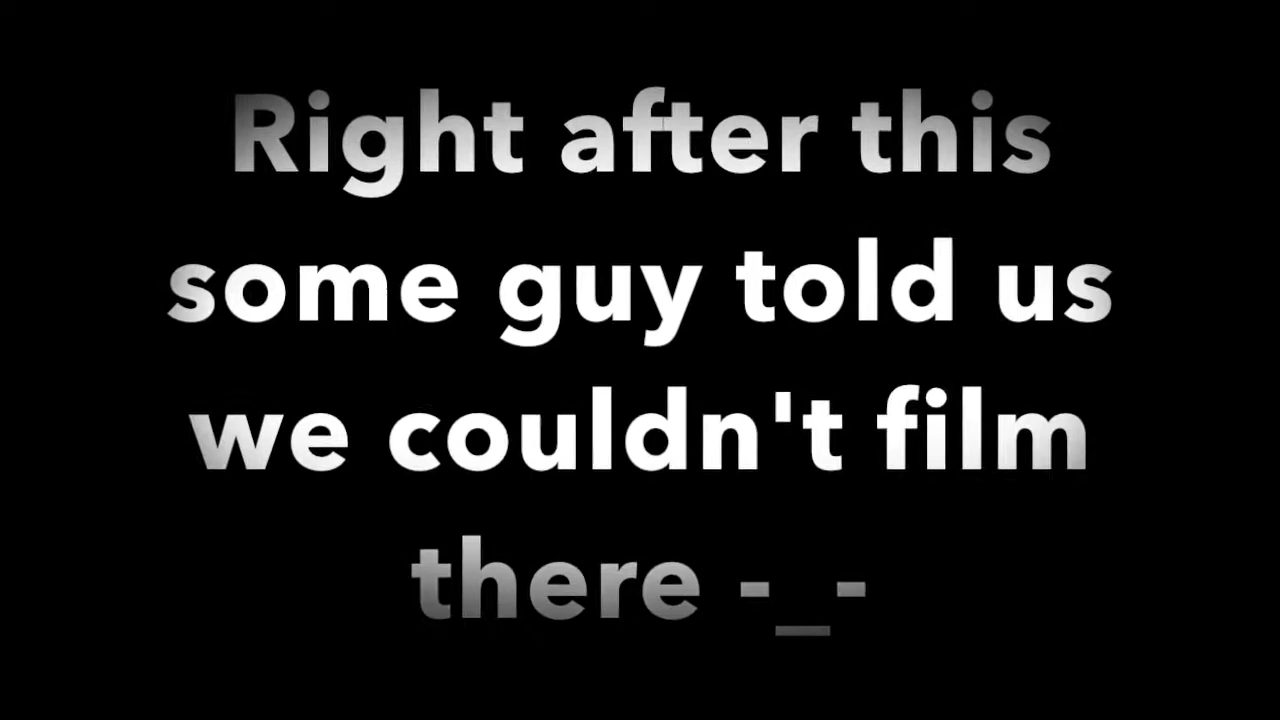 Right after this
some guy told us
we couldn't film
there -_-